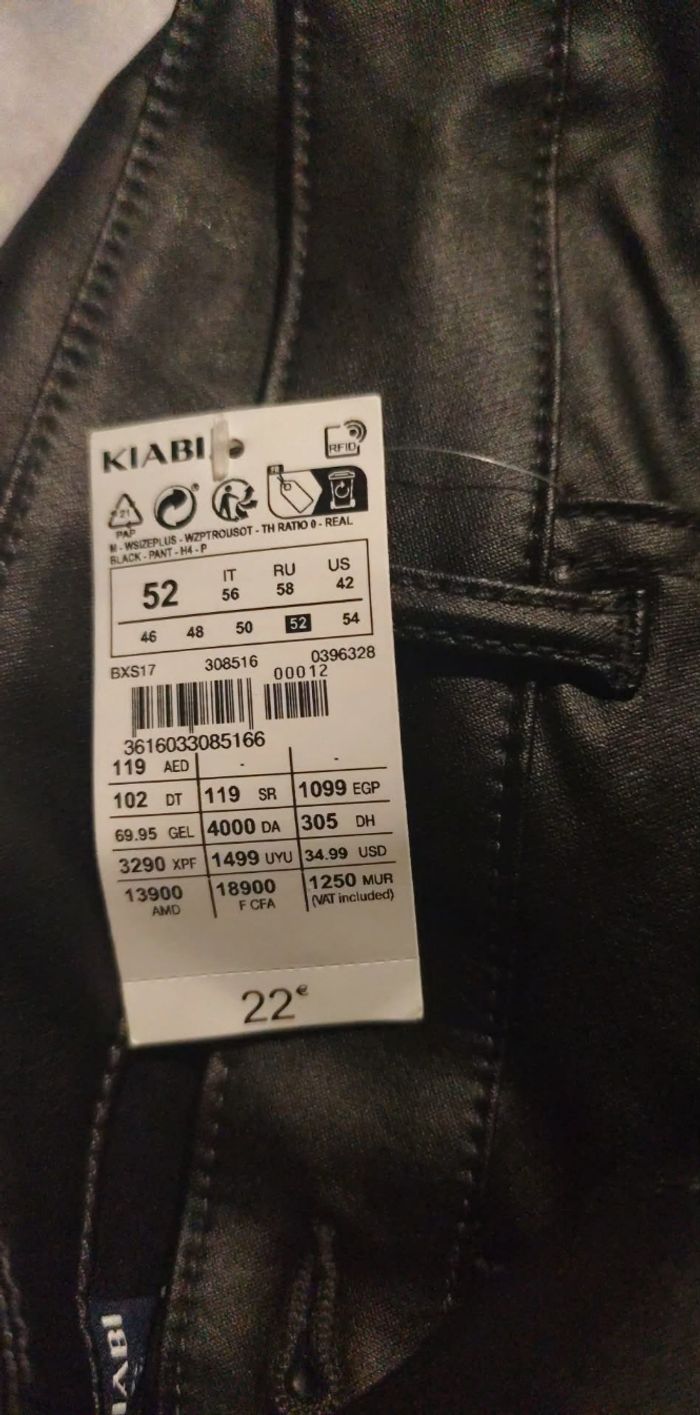 KIABI
RFID
21
PAP
M - WSIZEPLUS - WZPTROUSOT - TH RATIO 0 - REAL
BLACK - PANT - H4 - P
52 IT RU US
56 58 42
46 48 50 52 54
BXS17 308516 0396328
00012
3616033085166
119 AED - -
102 DT 119 SR 1099 EGP
69.95 GEL 4000 DA 305 DH
3290 XPF 1499 UYU 34.99 USD
13900 AMD 18900 F CFA 1250 MUR (VAT included)
22€
KIABI